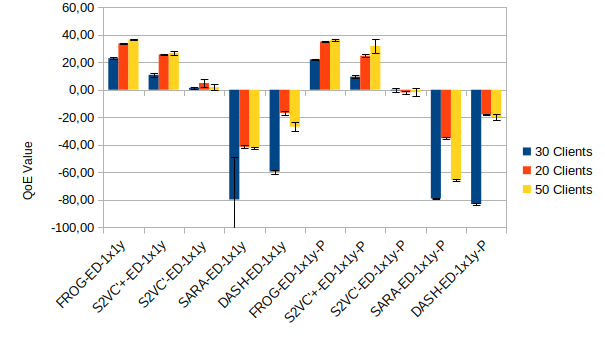 60,00
40,00
20,00
0,00
-20,00
-40,00
-60,00
-80,00
-100,00
QoE Value
FROG-ED-1x1y
S2VC'+-ED-1x1y
S2VC'-ED-1x1y
SARA-ED-1x1y
DASH-ED-1x1y
FROG-ED-1x1y-P
S2VC'+-ED-1x1y-P
S2VC'-ED-1x1y-P
SARA-ED-1x1y-P
DASH-ED-1x1y-P
30 Clients
20 Clients
50 Clients